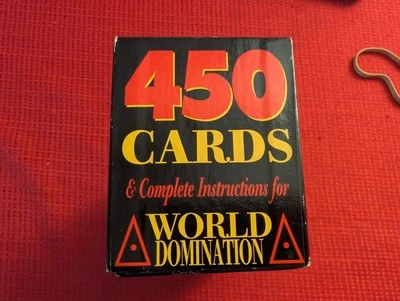 450
CARDS
& Complete Instructions for
WORLD
DOMINATION